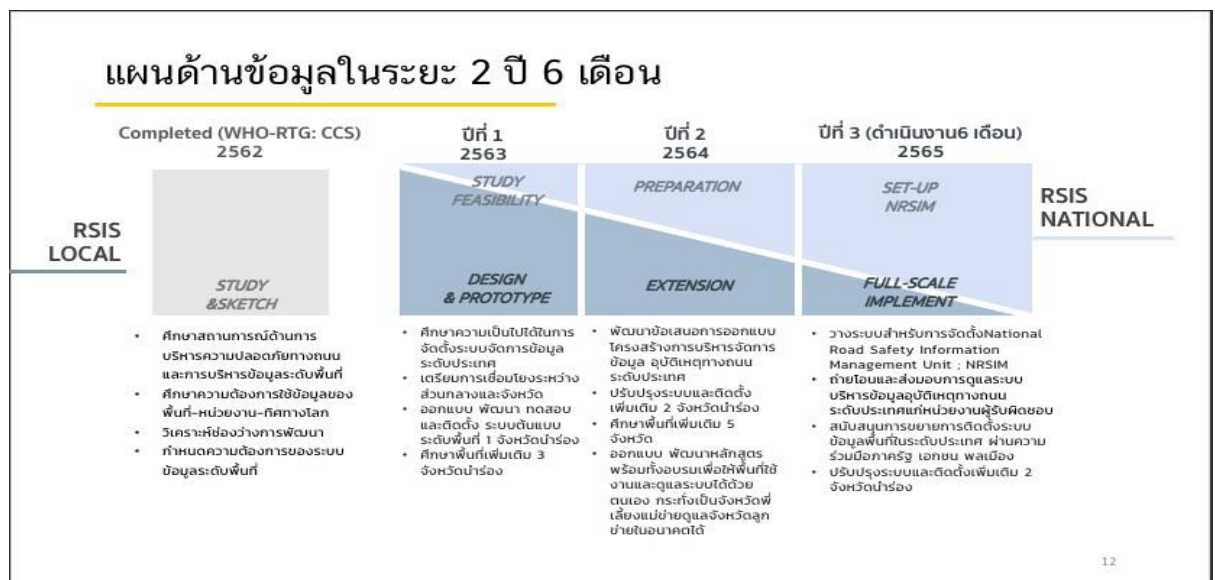 แผนด้านข้อมูลในระยะ 2 ปี 6 เดือน
Completed (WHO-RTG: CCS)
2562
ปีที่ 1
2563
ปีที่ 2
2564
ปีที่ 3 (ดำเนินงาน6 เดือน)
2565
RSIS
LOCAL
STUDY
&SKETCH
STUDY
FEASIBILITY
DESIGN
& PROTOTYPE
PREPARATION
EXTENSION
SET-UP
NRSIM
FULL-SCALE
IMPLEMENT
RSIS
NATIONAL
• ศึกษาสถานการณ์ด้านการ
บริหารความปลอดภัยทางถนน
และการบริหารข้อมูลระดับพื้นที่
• ศึกษาความต้องการใช้ข้อมูลของ
พื้นที่-หน่วยงาน-ทิศทางโลก
• วิเคราะห์ช่องว่างการพัฒนา
• กำหนดความต้องการของระบบ
ข้อมูลระดับพื้นที่
• ศึกษาความเป็นไปได้ในการ
จัดตั้งระบบจัดการข้อมูล
ระดับประเทศ
• เตรียมการเชื่อมโยงระหว่าง
ส่วนกลางและจังหวัด
• ออกแบบ พัฒนา ทดสอบ
และติดตั้ง ระบบต้นแบบ
ระดับพื้นที่ 1 จังหวัดนำร่อง
• ศึกษาพื้นที่เพิ่มเติม 3
จังหวัดนำร่อง
• พัฒนาข้อเสนอการออกแบบ
โครงสร้างการบริหารจัดการ
ข้อมูล อุบัติเหตุทางถนน
ระดับประเทศ
• ปรับปรุงระบบและติดตั้ง
เพิ่มเติม 2 จังหวัดนำร่อง
• ศึกษาพื้นที่เพิ่มเติม 5
จังหวัด
• ออกแบบ พัฒนาหลักสูตร
พร้อมทั้งอบรมเพื่อให้พื้นที่ใช้
งานและดูแลระบบได้ด้วย
ตนเอง กระทั่งเป็นจังหวัดพี่
เลี้ยงแม่ข่ายดูแลจังหวัดลูก
ข่ายในอนาคตได้
• วางระบบสำหรับการจัดตั้งNational
Road Safety Information
Management Unit ; NRSIM
• ถ่ายโอนและส่งมอบการดูแลระบบ
บริหารข้อมูลอุบัติเหตุทางถนน
ระดับประเทศแก่หน่วยงานผู้รับผิดชอบ
• สนับสนุนการขยายการติดตั้งระบบ
ข้อมูลพื้นที่ในระดับประเทศ ผ่านความ
ร่วมมือภาครัฐ เอกชน พลเมือง
• ปรับปรุงระบบและติดตั้งเพิ่มเติม 2
จังหวัดนำร่อง
12